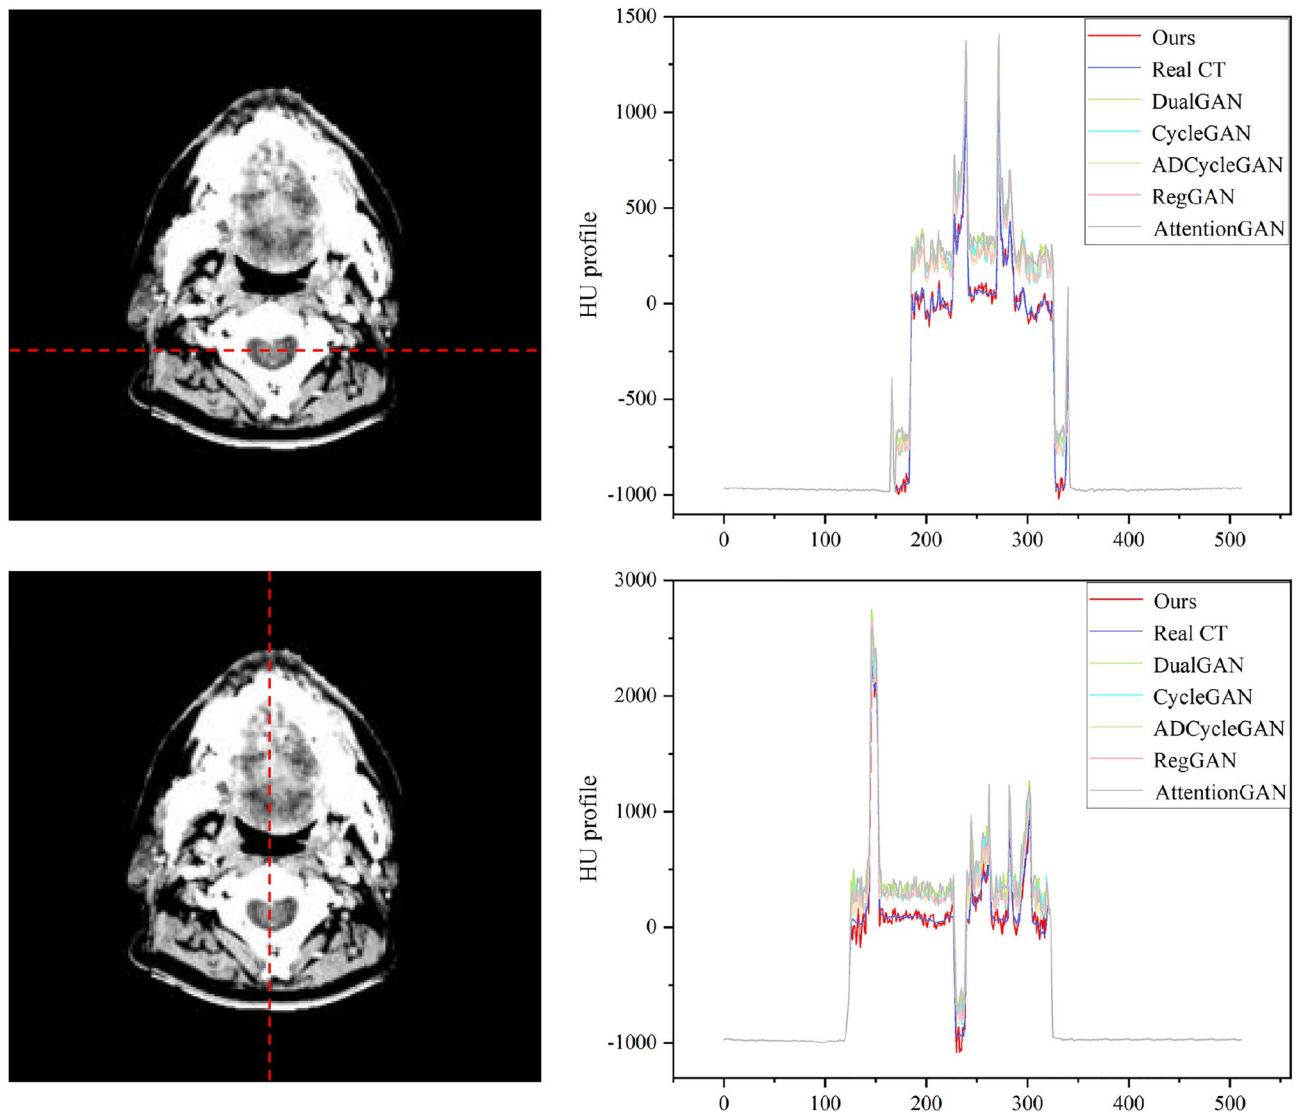 1500
1000
500
0
-500
-1000
HU profile
0 100 200 300 400 500
Ours
Real CT
DualGAN
CycleGAN
ADCycleGAN
RegGAN
AttentionGAN
3000
2000
1000
0
-1000
HU profile
0 100 200 300 400 500
Ours
Real CT
DualGAN
CycleGAN
ADCycleGAN
RegGAN
AttentionGAN